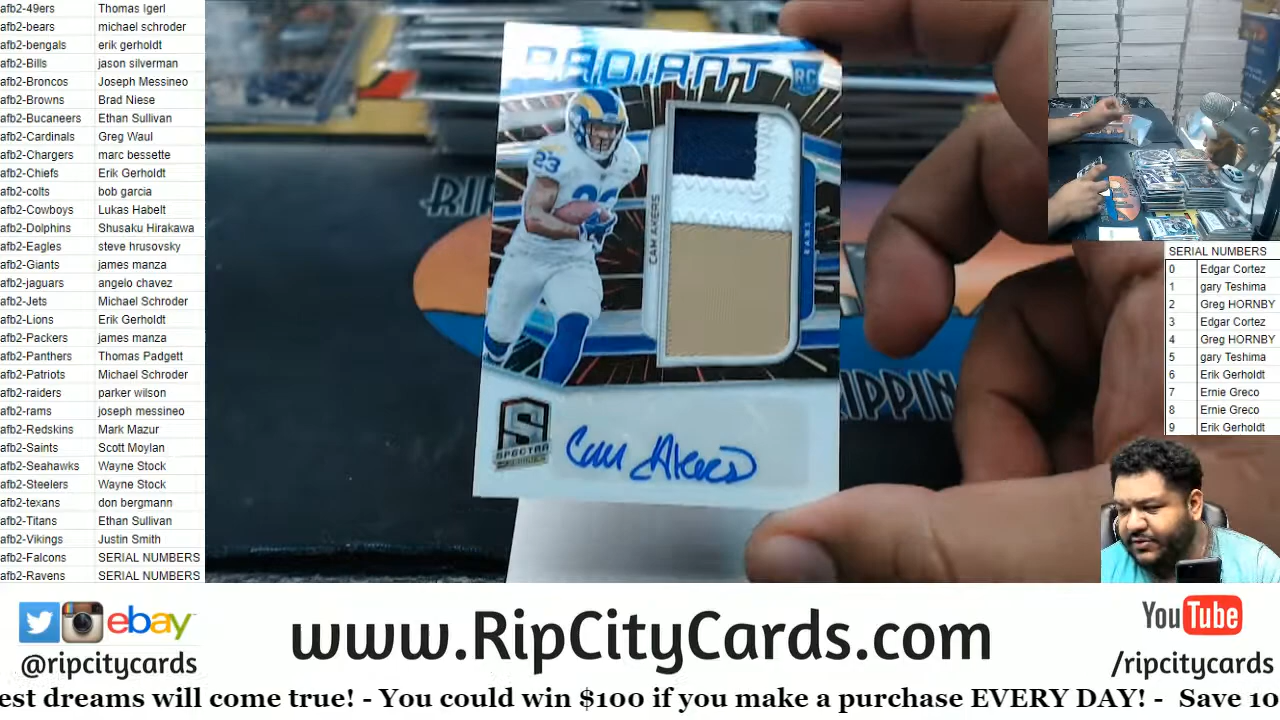 afb2-49ers Thomas Igerl
afb2-bears michael schroder
afb2-bengals erik gerholdt
afb2-Bills jason silverman
afb2-Broncos Joseph Messineo
afb2-Browns Brad Niese
afb2-Bucaneers Ethan Sullivan
afb2-Cardinals Greg Waul
afb2-Chargers marc bessette
afb2-Chiefs Erik Gerholdt
afb2-colts bob garcia
afb2-Cowboys Lukas Habelt
afb2-Dolphins Shusaku Hirakawa
afb2-Eagles steve hrusovsky
afb2-Giants james manza
afb2-jaguars angelo chavez
afb2-Jets Michael Schroder
afb2-Lions Erik Gerholdt
afb2-Packers james manza
afb2-Panthers Thomas Padgett
afb2-Patriots Michael Schroder
afb2-raiders parker wilson
afb2-rams joseph messineo
afb2-Redskins Mark Mazur
afb2-Saints Scott Moylan
afb2-Seahawks Wayne Stock
afb2-Steelers Wayne Stock
afb2-texans don bergmann
afb2-Titans Ethan Sullivan
afb2-Vikings Justin Smith
afb2-Falcons SERIAL NUMBERS
afb2-Ravens SERIAL NUMBERS
RADIANT
RC
23
CAM AKERS
RAMS
SPECTRA
Cam Akers
RIP
RIPPIN
SERIAL NUMBERS
0 Edgar Cortez
1 gary Teshima
2 Greg HORNBY
3 Edgar Cortez
4 Greg HORNBY
5 gary Teshima
6 Erik Gerholdt
7 Ernie Greco
8 Ernie Greco
9 Erik Gerholdt
ebay
@ripcitycards
www.RipCityCards.com
YouTube
/ripcitycards
est dreams will come true! - You could win $100 if you make a purchase EVERY DAY! - Save 10